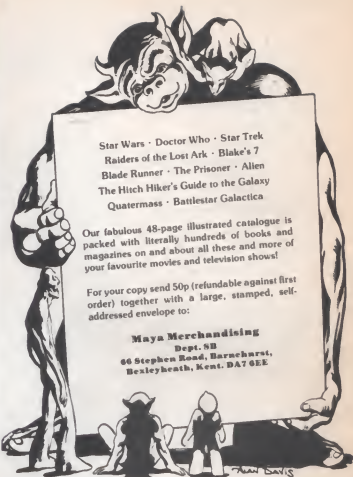 Star Wars · Doctor Who · Star Trek
Raiders of the Lost Ark · Blake's 7
Blade Runner · The Prisoner · Alien
The Hitch Hiker's Guide to the Galaxy
Quatermass · Battlestar Galactica
Our fabulous 48-page illustrated catalogue is
packed with literally hundreds of books and
magazines on and about all these and more of
your favourite movies and television shows!
For your copy send 50p (refundable against first
order) together with a large, stamped, self-
addressed envelope to:
Maya Merchandising
Dept. SB
66 Stephen Road, Barnehurst,
Bexleyheath, Kent. DA7 6EE
ALAN DAVIS